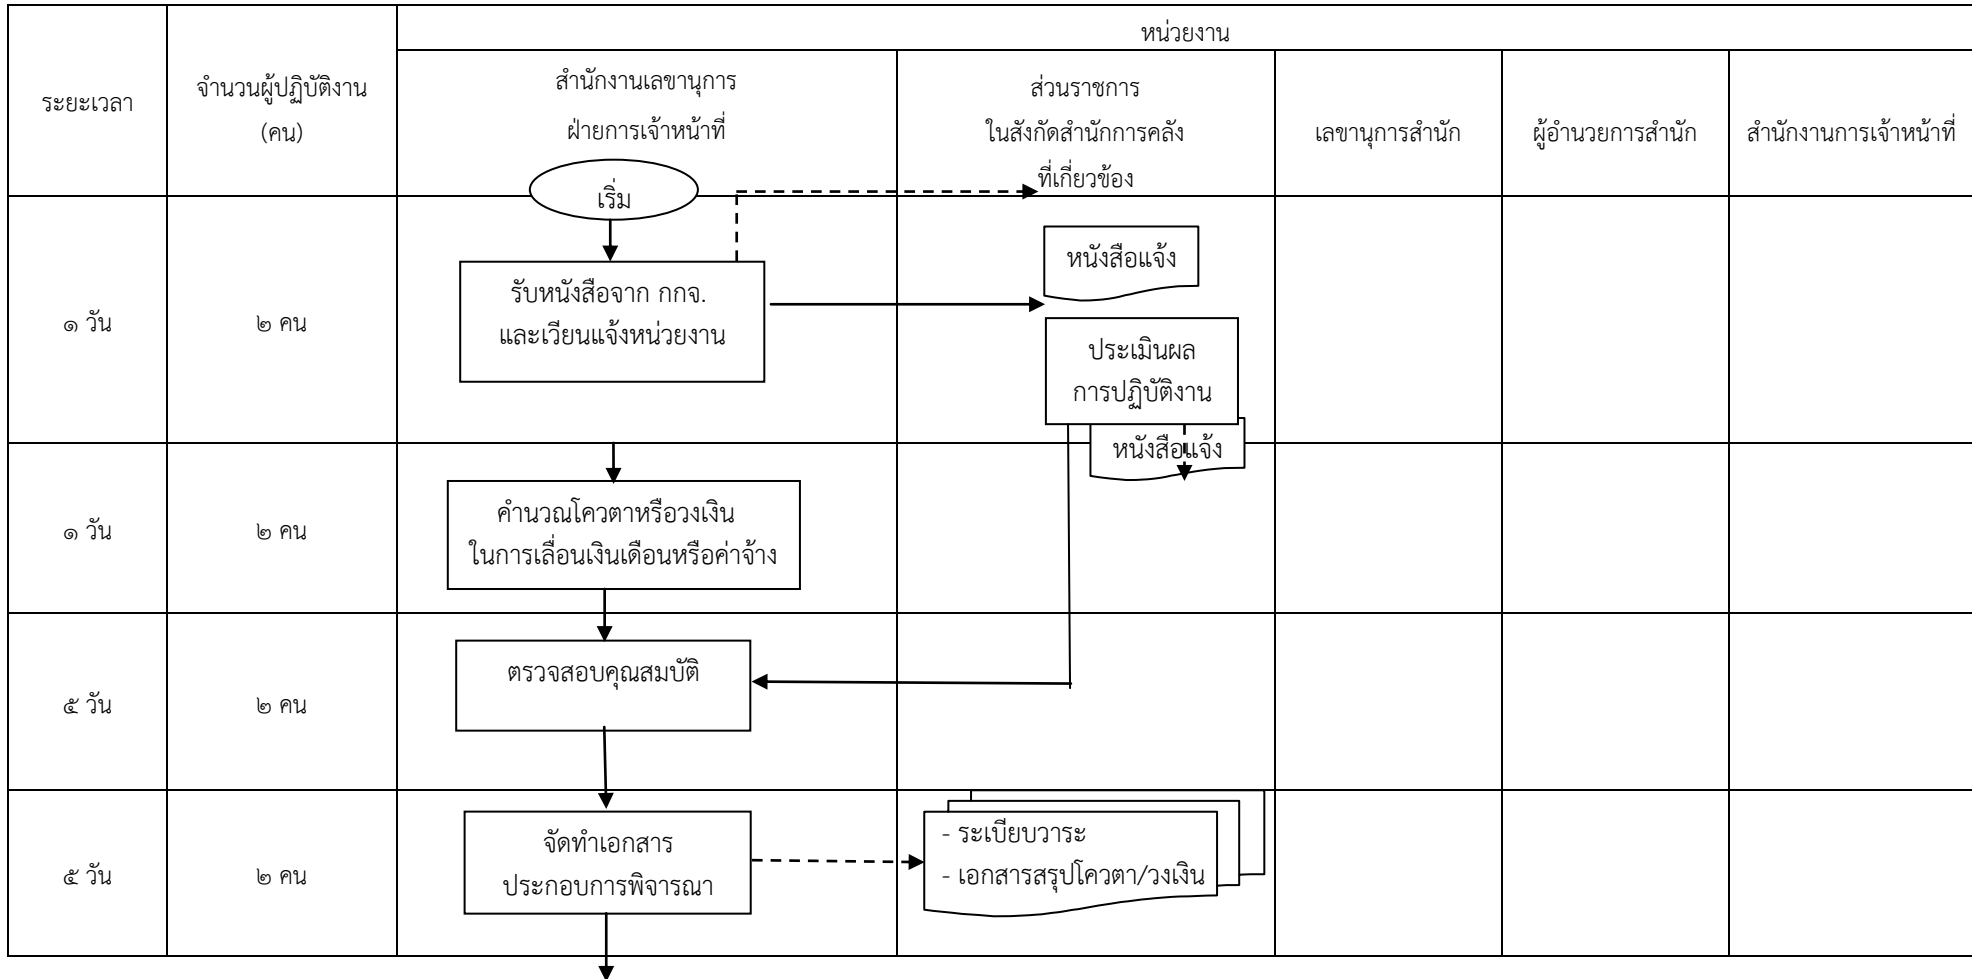 หน่วยงาน
ระยะเวลา
จำนวนผู้ปฏิบัติงาน
(คน)
สำนักงานเลขานุการ
ฝ่ายการเจ้าหน้าที่
ส่วนราชการ
ในสังกัดสำนักการคลัง
ที่เกี่ยวข้อง
เลขานุการสำนัก
ผู้อำนวยการสำนัก
สำนักงานการเจ้าหน้าที่
เริ่ม
๑ วัน
๒ คน
รับหนังสือจาก กกจ.
และเวียนแจ้งหน่วยงาน
หนังสือแจ้ง
ประเมินผล
การปฏิบัติงาน
หนังสือแจ้ง
๑ วัน
๒ คน
คำนวณโควตาหรือวงเงิน
ในการเลื่อนเงินเดือนหรือค่าจ้าง
๕ วัน
๒ คน
ตรวจสอบคุณสมบัติ
๕ วัน
๒ คน
จัดทำเอกสาร
ประกอบการพิจารณา
- ระเบียบวาระ
- เอกสารสรุปโควตา/วงเงิน